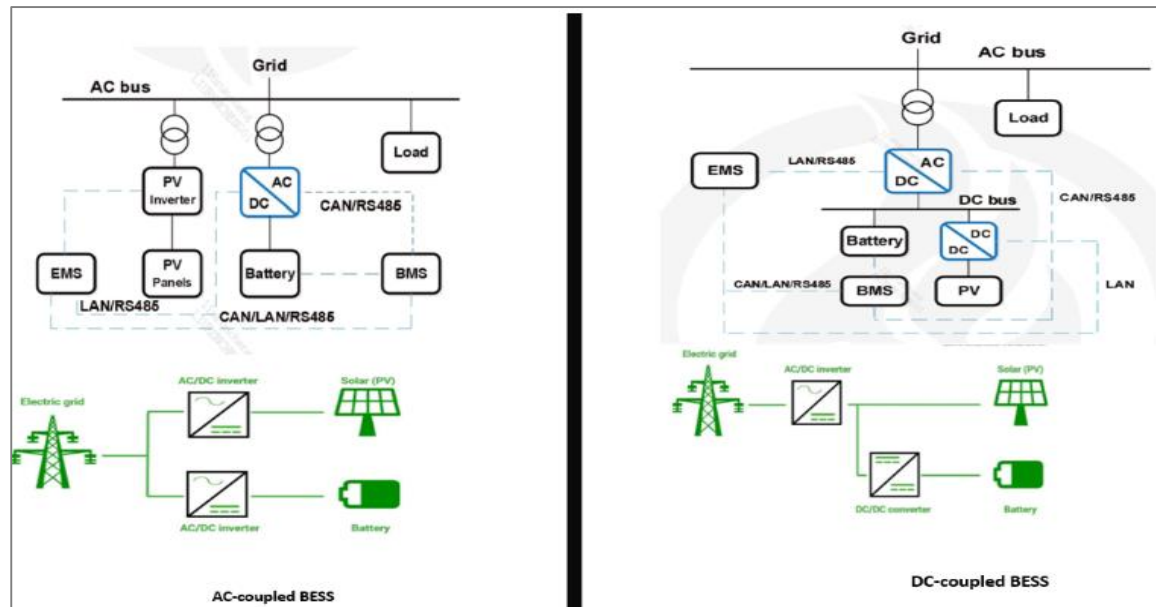 Grid
AC bus
Load
PV
Inverter
AC
DC
CAN/RS485
EMS
PV
Panels
Battery
BMS
LAN/RS485
CAN/LAN/RS485
Electric grid
AC/DC inverter
Solar (PV)
AC/DC inverter
Battery
AC-coupled BESS
Grid
AC bus
Load
EMS
LAN/RS485
AC
DC
DC bus
CAN/RS485
Battery
DC
DC
CAN/LAN/RS485
BMS
PV
LAN
Electric grid
AC/DC inverter
Solar (PV)
DC/DC converter
Battery
DC-coupled BESS